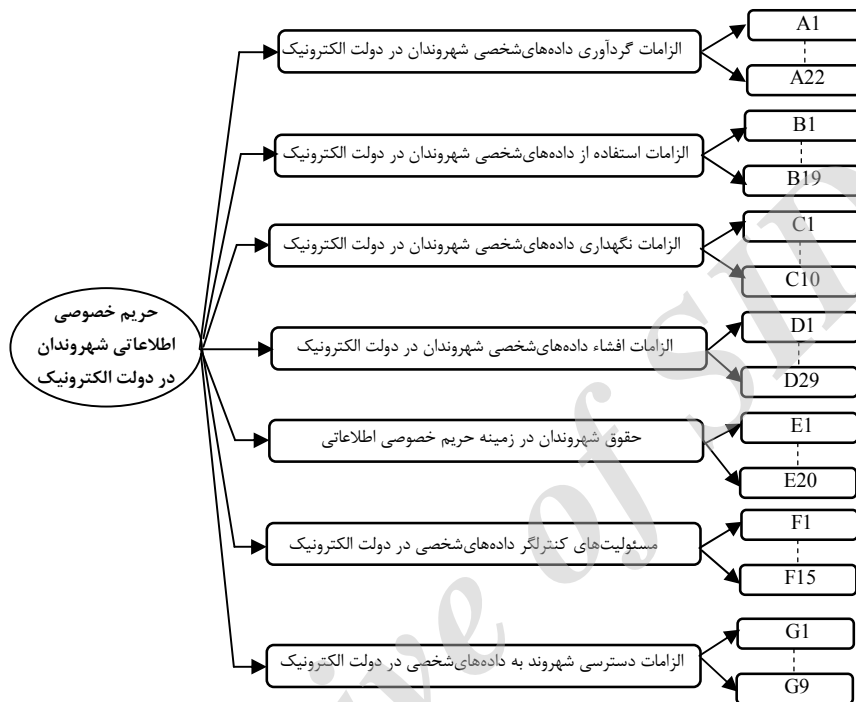 حریم خصوصی
اطلاعاتی شهروندان
در دولت الکترونیک
الزامات گردآوری داده‌های‌شخصی شهروندان در دولت الکترونیک
A1
A22
الزامات استفاده از داده‌های‌شخصی شهروندان در دولت الکترونیک
B1
B19
الزامات نگهداری داده‌های‌شخصی شهروندان در دولت الکترونیک
C1
C10
الزامات افشاء داده‌های‌شخصی شهروندان در دولت الکترونیک
D1
D29
حقوق شهروندان در زمینه حریم خصوصی اطلاعاتی
E1
E20
مسئولیت‌های کنترلگر داده‌های‌شخصی در دولت الکترونیک
F1
F15
الزامات دسترسی شهروند به داده‌های‌شخصی در دولت الکترونیک
G1
G9